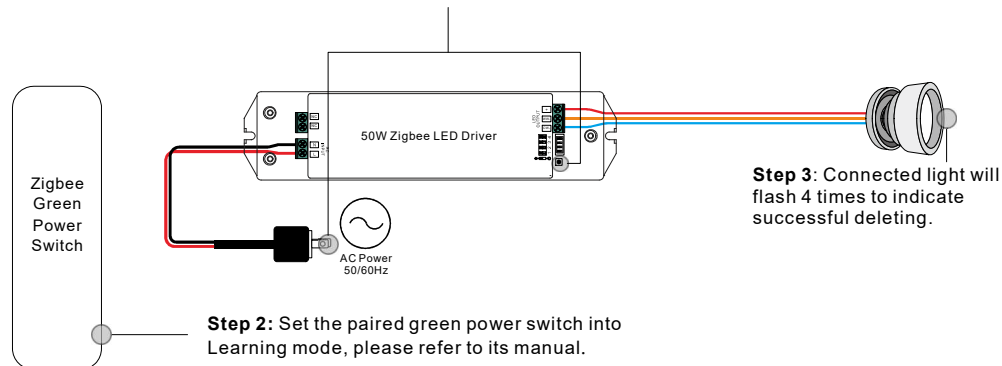 50W Zigbee LED Driver
LED
Zigbee
Green
Power
Switch
AC Power
50/60Hz
Step 3: Connected light will
flash 4 times to indicate
successful deleting.
Step 2: Set the paired green power switch into
Learning mode, please refer to its manual.